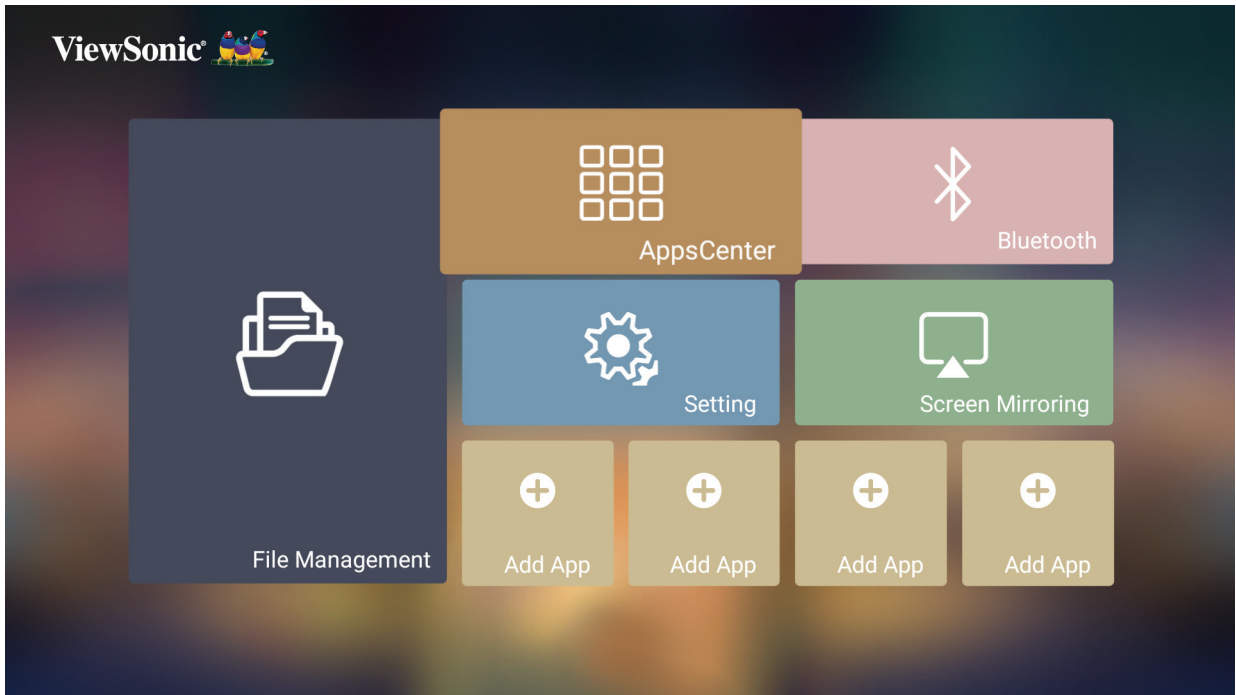 ViewSonic®
AppsCenter
Bluetooth
Setting
Screen Mirroring
File Management
Add App
Add App
Add App
Add App